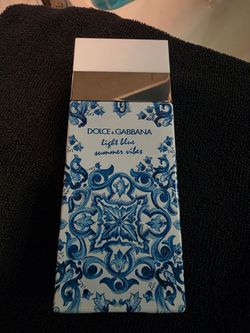 DOLCE & GABBANA
light blue
summer vibes